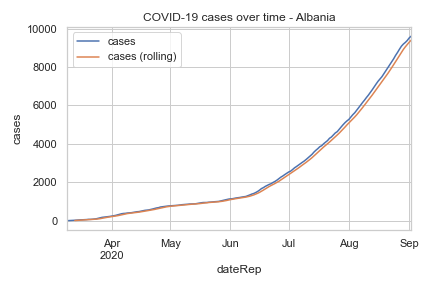 COVID-19 cases over time - Albania
cases
cases (rolling)
10000
8000
6000
4000
2000
0
cases
Apr
2020
May
Jun
Jul
Aug
Sep
dateRep